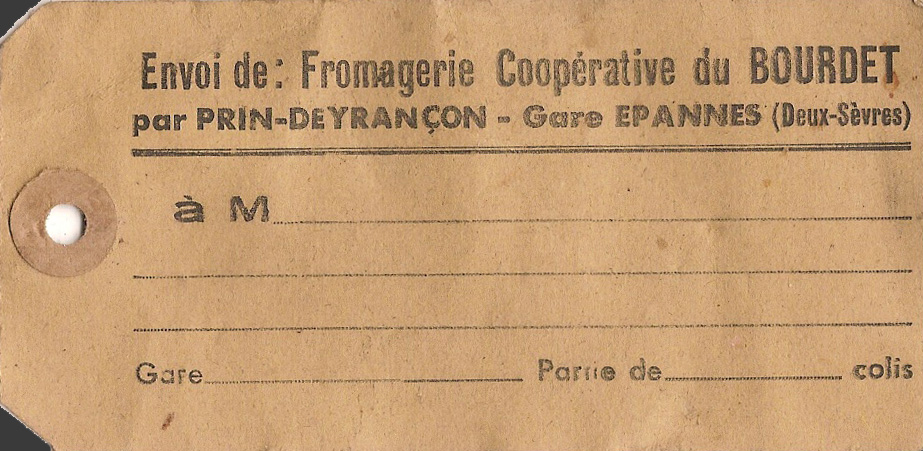 Envoi de : Fromagerie Coopérative du BOURDET
par PRIN-DEYRANÇON - Gare EPANNES (Deux-Sèvres)
à M
Gare Partie de colis